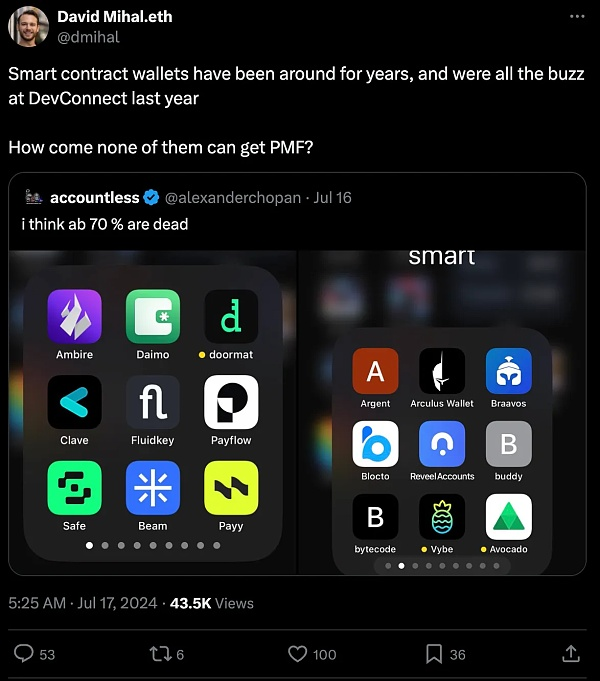 David Mihal.eth
@dmihal
Smart contract wallets have been around for years, and were all the buzz
at DevConnect last year
How come none of them can get PMF?
accountless @alexanderchopan · Jul 16
i think ab 70 % are dead
smart
Ambire Daimo doormat
Clave Fluidkey Payflow
Safe Beam Payy
A
Argent Arculus Wallet Braavos
B
Blocto Reveel Accounts buddy
B
bytecode Vybe Avocado
5:25 AM · Jul 17, 2024 · 43.5K Views
53 6 100 36